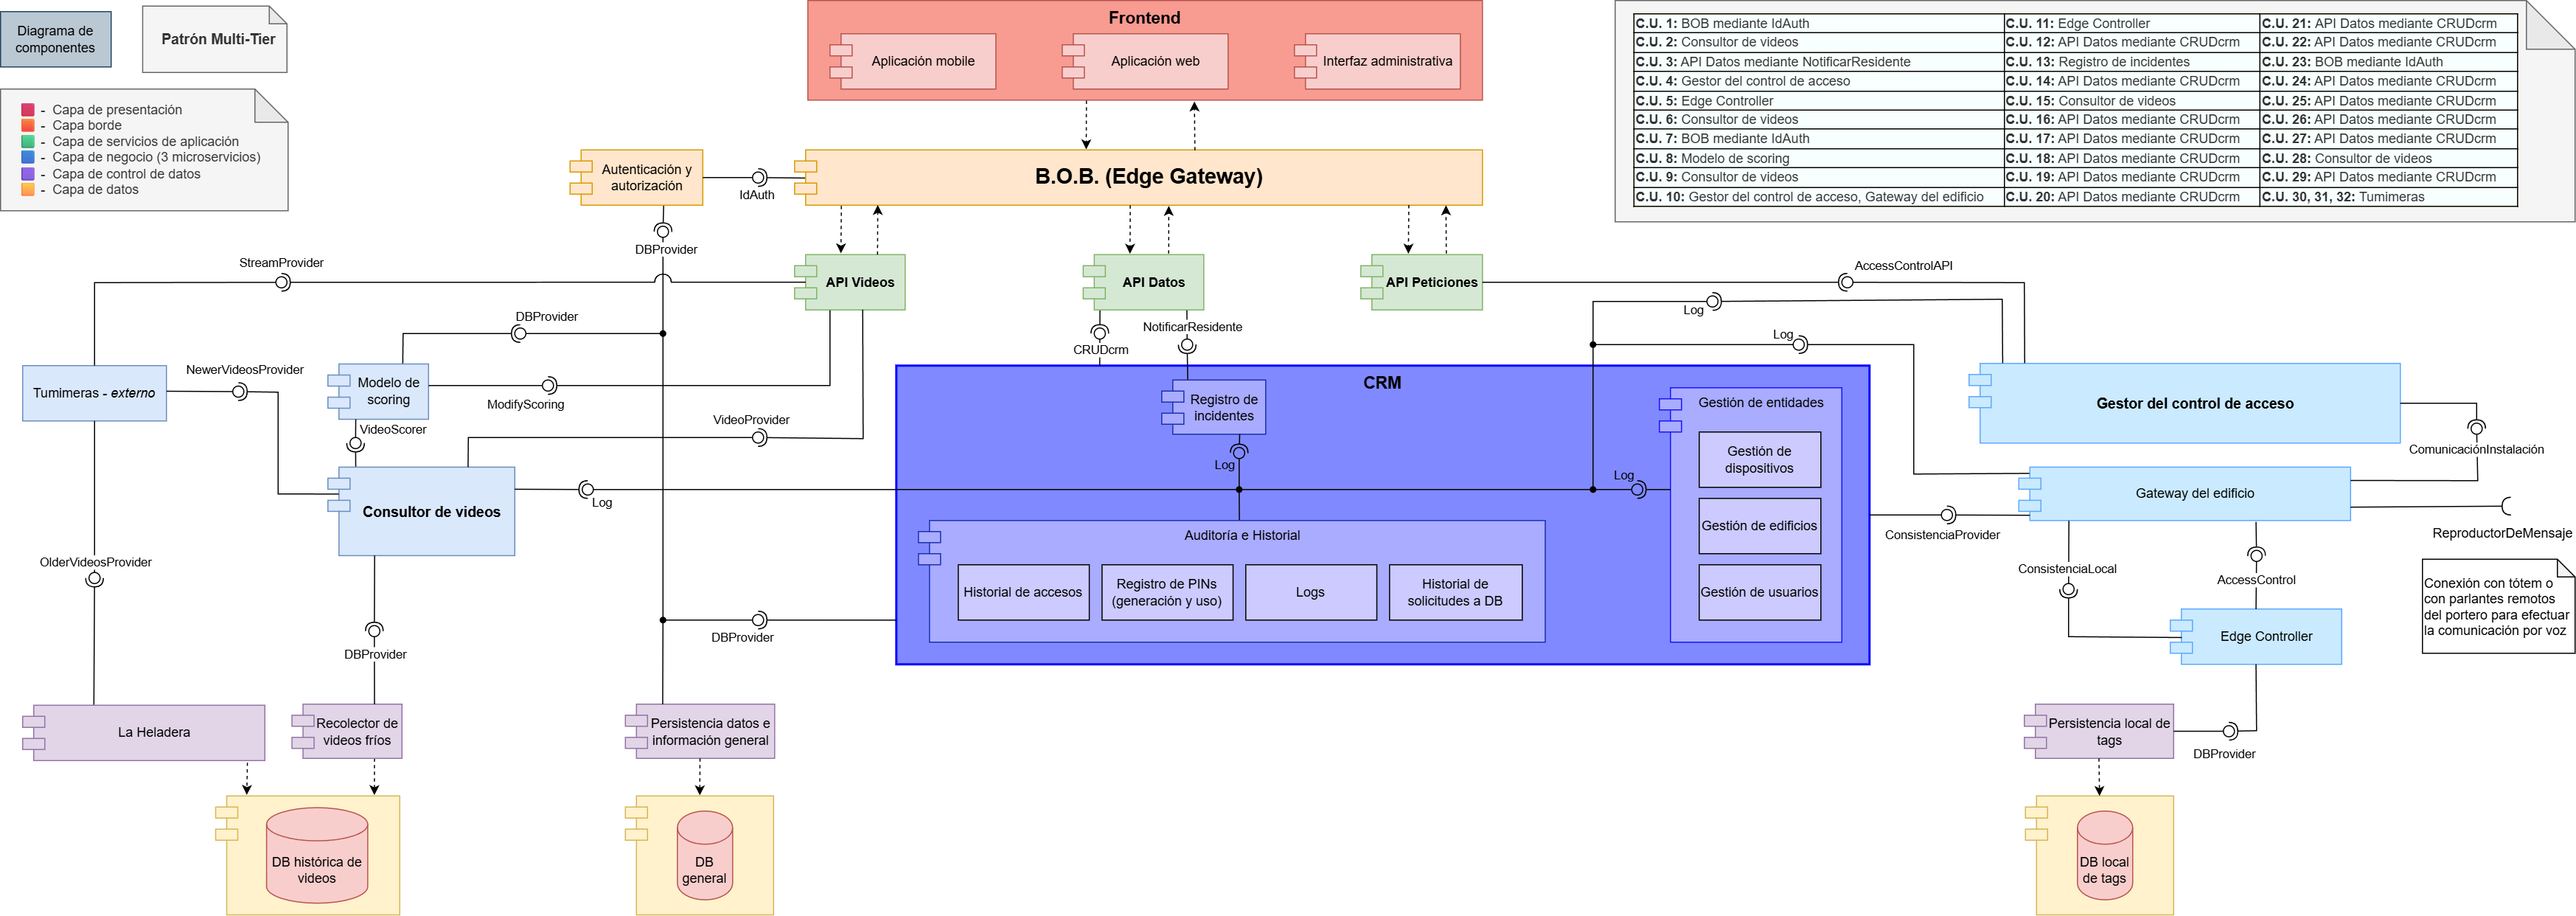 Diagrama de
componentes
Patrón Multi-Tier
- Capa de presentación
- Capa borde
- Capa de servicios de aplicación
- Capa de negocio (3 microservicios)
- Capa de control de datos
- Capa de datos
Frontend
Aplicación mobile
Aplicación web
Interfaz administrativa
C.U. 1: BOB mediante IdAuth
C.U. 2: Consultor de videos
C.U. 3: API Datos mediante NotificarResidente
C.U. 4: Gestor del control de acceso
C.U. 5: Edge Controller
C.U. 6: Consultor de videos
C.U. 7: BOB mediante IdAuth
C.U. 8: Modelo de scoring
C.U. 9: Consultor de videos
C.U. 10: Gestor del control de acceso, Gateway del edificio
C.U. 11: Edge Controller
C.U. 12: API Datos mediante CRUDcrm
C.U. 13: Registro de incidentes
C.U. 14: API Datos mediante CRUDcrm
C.U. 15: Consultor de videos
C.U. 16: API Datos mediante CRUDcrm
C.U. 17: API Datos mediante CRUDcrm
C.U. 18: API Datos mediante CRUDcrm
C.U. 19: API Datos mediante CRUDcrm
C.U. 20: API Datos mediante CRUDcrm
C.U. 21: API Datos mediante CRUDcrm
C.U. 22: API Datos mediante CRUDcrm
C.U. 23: BOB mediante IdAuth
C.U. 24: API Datos mediante CRUDcrm
C.U. 25: API Datos mediante CRUDcrm
C.U. 26: API Datos mediante CRUDcrm
C.U. 27: API Datos mediante CRUDcrm
C.U. 28: Consultor de videos
C.U. 29: API Datos mediante CRUDcrm
C.U. 30, 31, 32: Tumimeras
Autenticación y
autorización
IdAuth
B.O.B. (Edge Gateway)
DBProvider
StreamProvider
API Videos
API Datos
API Peticiones
AccessControlAPI
Log
DBProvider
NotificarResidente
CRUDcrm
Log
Tumimeras - externo
NewerVideosProvider
Modelo de
scoring
ModifyScoring
VideoScorer
VideoProvider
Consultor de videos
Log
CRM
Registro de
incidentes
Log
Gestión de entidades
Gestión de
dispositivos
Gestión de edificios
Gestión de usuarios
Log
Auditoría e Historial
Historial de accesos
Registro de PINs
(generación y uso)
Logs
Historial de
solicitudes a DB
Gestor del control de acceso
ComunicaciónInstalación
Gateway del edificio
ConsistenciaProvider
ReproductorDeMensaje
Conexión con tótem o
con parlantes remotos
del portero para efectuar
la comunicación por voz
ConsistenciaLocal
AccessControl
Edge Controller
OlderVideosProvider
DBProvider
DBProvider
La Heladera
Recolector de
videos fríos
Persistencia datos e
información general
Persistencia local de
tags
DBProvider
DB histórica de
videos
DB
general
DB local
de tags